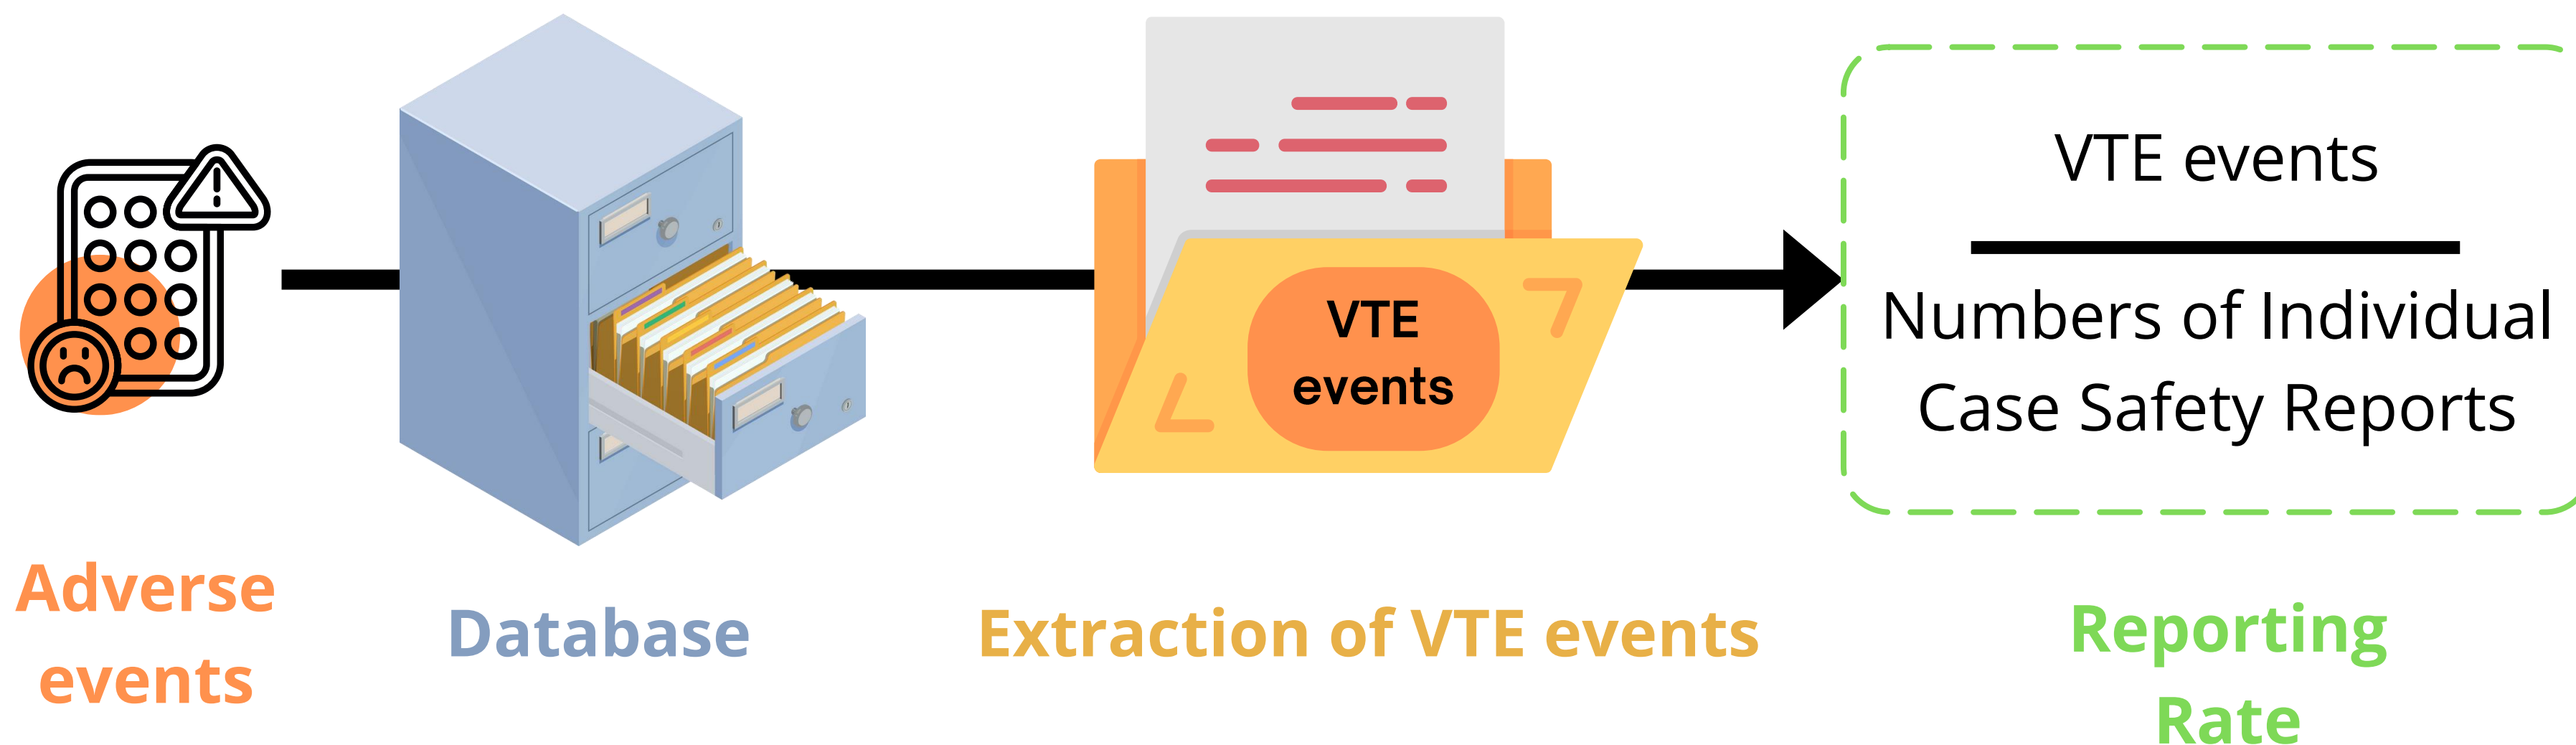 Adverse
events
Database
VTE
events
Extraction of VTE events
VTE events
Numbers of Individual
Case Safety Reports
Reporting
Rate